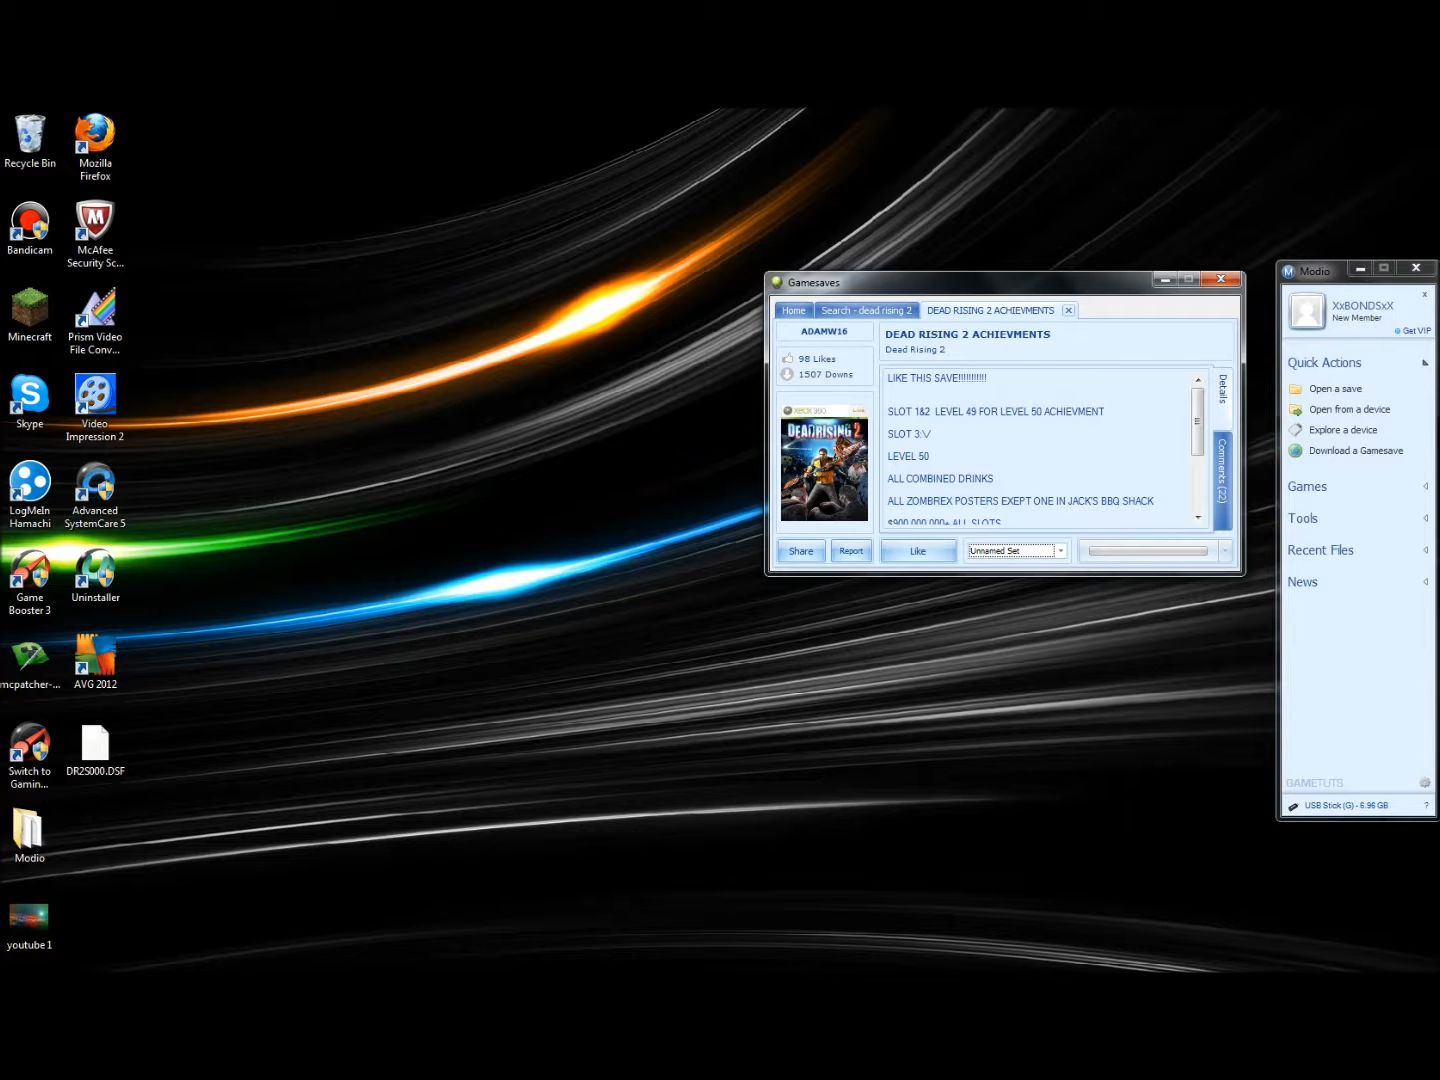 Recycle Bin
Mozilla
Firefox
Bandicam
McAfee
Security Sc...
Minecraft
Prism Video
File Conv...
Skype
Video
Impression 2
LogMeIn
Hamachi
Advanced
SystemCare 5
Game
Booster 3
Uninstaller
mcpatcher-...
AVG 2012
Switch to
Gamin...
DR2S000.DSF
Modio
youtube 1
Gamesaves
Home
Search - dead rising 2
DEAD RISING 2 ACHIEVMENTS
ADAMW16
98 Likes
1507 Downs
XBOX 360
LIVE
DEADRISING 2
Share
Report
DEAD RISING 2 ACHIEVMENTS
Dead Rising 2
LIKE THIS SAVE!!!!!!!!!!!
SLOT 1&2 LEVEL 49 FOR LEVEL 50 ACHIEVMENT
SLOT 3:\/
LEVEL 50
ALL COMBINED DRINKS
ALL ZOMBREX POSTERS EXEPT ONE IN JACK'S BBQ SHACK
$900,000,000+ ALL SLOTS
Details
Comments (22)
Like
Unnamed Set
Modio
XxBONDSxX
New Member
Get VIP
Quick Actions
Open a save
Open from a device
Explore a device
Download a Gamesave
Games
Tools
Recent Files
News
GAMETUTS
USB Stick (G) - 6.96 GB
?